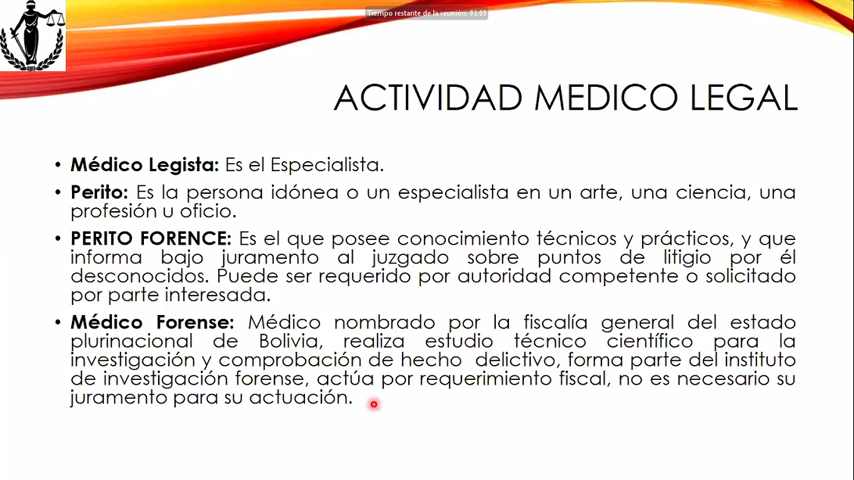 Tiempo restante de la reunión: 01:03
ACTIVIDAD MEDICO LEGAL
• Médico Legista: Es el Especialista.
• Perito: Es la persona idónea o un especialista en un arte, una ciencia, una
profesión u oficio.
• PERITO FORENCE: Es el que posee conocimiento técnicos y prácticos, y que
informa bajo juramento al juzgado sobre puntos de litigio por él
desconocidos. Puede ser requerido por autoridad competente o solicitado
por parte interesada.
• Médico Forense: Médico nombrado por la fiscalía general del estado
plurinacional de Bolivia, realiza estudio técnico científico para la
investigación y comprobación de hecho delictivo, forma parte del instituto
de investigación forense, actúa por requerimiento fiscal, no es necesario su
juramento para su actuación.